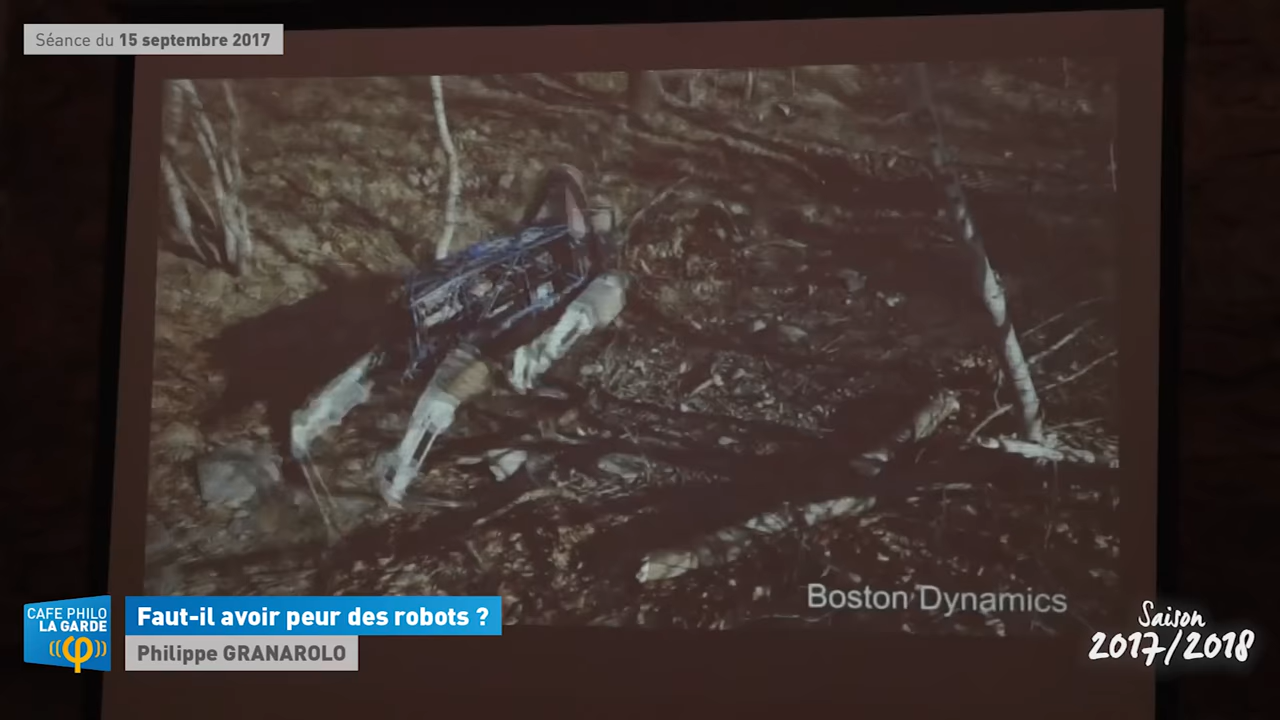 Séance du 15 septembre 2017
Boston Dynamics
CAFE PHILO
LA GARDE
φ
Faut-il avoir peur des robots ?
Philippe GRANAROLO
Saison
2017/2018